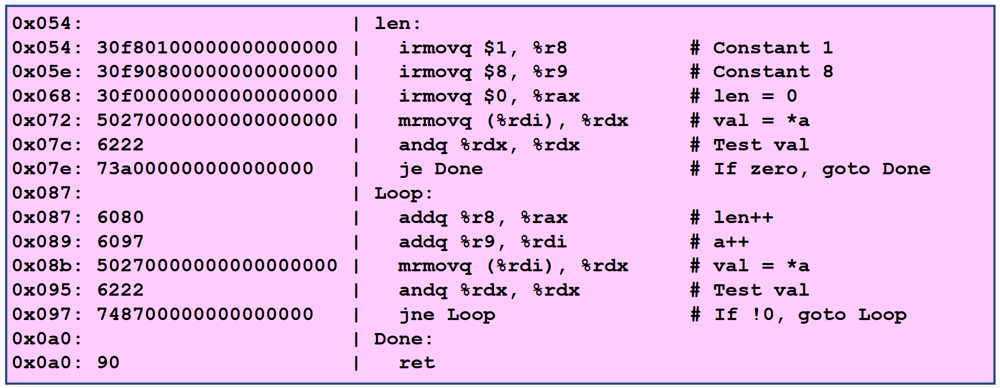 0x054:                      | len:
0x054: 30f80100000000000000 |   irmovq $1, %r8          # Constant 1
0x05e: 30f90800000000000000 |   irmovq $8, %r9          # Constant 8
0x068: 30f00000000000000000 |   irmovq $0, %rax         # len = 0
0x072: 50270000000000000000 |   mrmovq (%rdi), %rdx     # val = *a
0x07c: 6222                 |   andq %rdx, %rdx         # Test val
0x07e: 73a000000000000000   |   je Done                 # If zero, goto Done
0x087:                      | Loop:
0x087: 6080                 |   addq %r8, %rax          # len++
0x089: 6097                 |   addq %r9, %rdi          # a++
0x08b: 50270000000000000000 |   mrmovq (%rdi), %rdx     # val = *a
0x095: 6222                 |   andq %rdx, %rdx         # Test val
0x097: 748700000000000000   |   jne Loop                # If !0, goto Loop
0x0a0:                      | Done:
0x0a0: 90                   |   ret